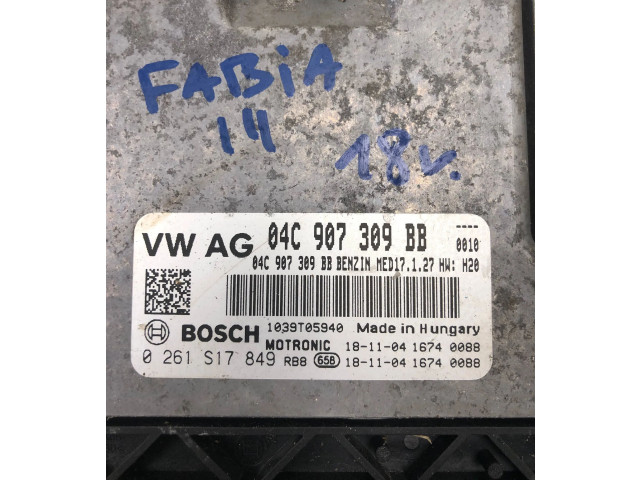 FABiA
14
18v.
VW AG 04C 907 309 BB ----
0010
04C 907 309 BB BENZIN MED17.1.27 HW: H20
BOSCH 1039T05940 Made in Hungary
MOTRONIC 18-11-04 1674 0088
0 261 S17 849 RB8 65B 18-11-04 1674 0088